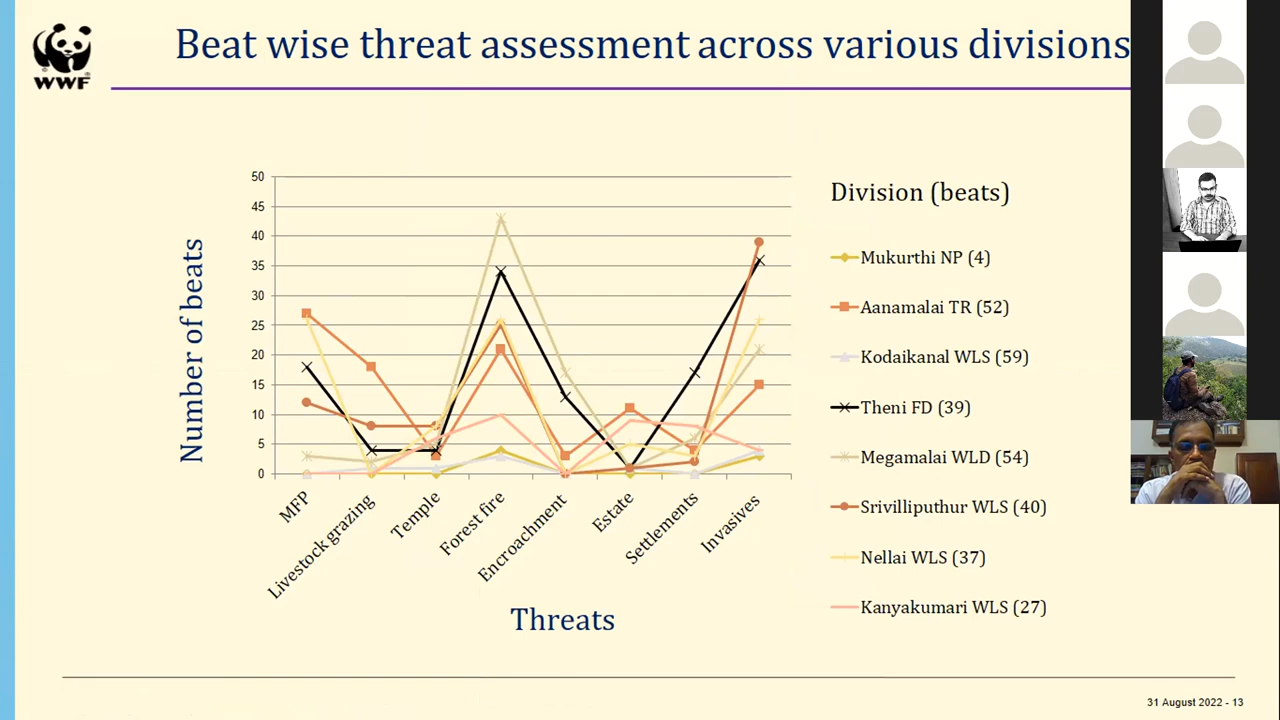 WWF
Beat wise threat assessment across various divisions
Number of beats
50
45
40
35
30
25
20
15
10
5
0
MFP
Livestock grazing
Temple
Forest fire
Encroachment
Estate
Settlements
Invasives
Threats
Division (beats)
Mukurthi NP (4)
Aanamalai TR (52)
Kodaikanal WLS (59)
Theni FD (39)
Megamalai WLD (54)
Srivilliputhur WLS (40)
Nellai WLS (37)
Kanyakumari WLS (27)
31 August 2022 - 13